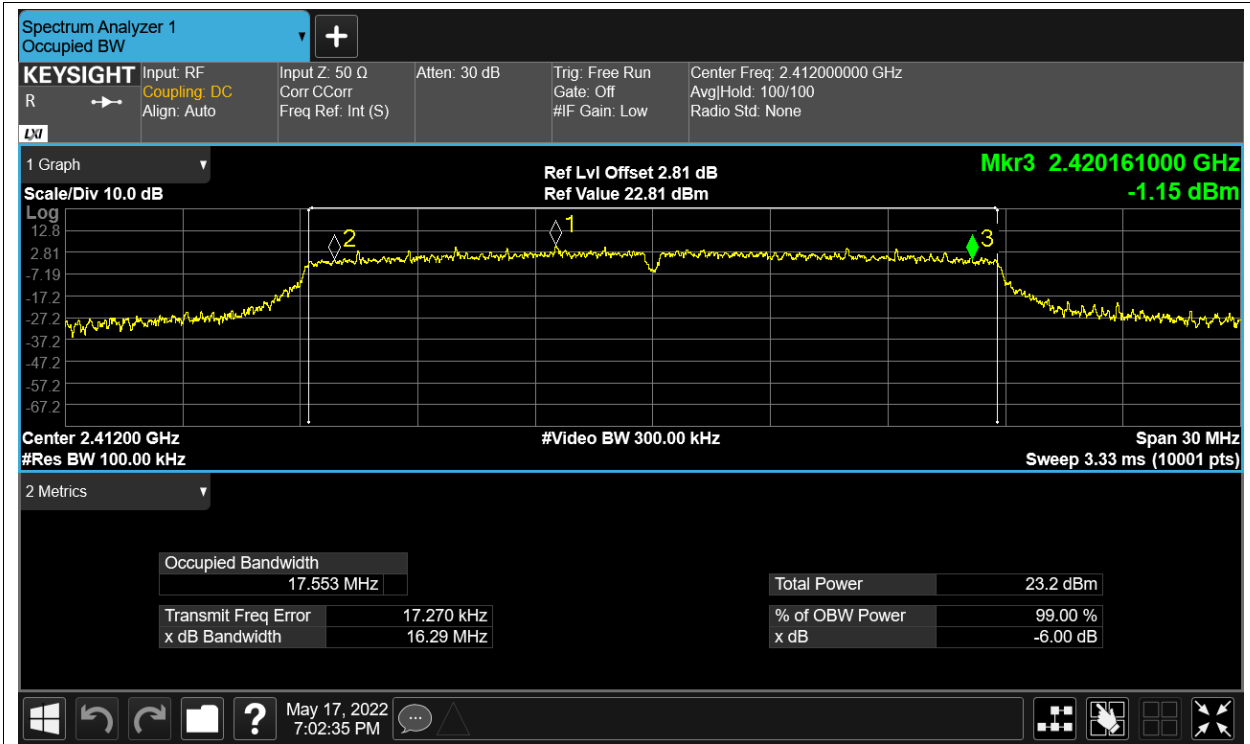 Spectrum Analyzer 1
Occupied BW
+
KEYSIGHT Input: RF Input Z: 50 Ω Atten: 30 dB Trig: Free Run Center Freq: 2.412000000 GHz
R Coupling: DC Corr CCorr Gate: Off Avg|Hold: 100/100
Align: Auto Freq Ref: Int (S) #IF Gain: Low Radio Std: None
LXI
1 Graph Ref Lvl Offset 2.81 dB Mkr3 2.420161000 GHz
Scale/Div 10.0 dB Ref Value 22.81 dBm -1.15 dBm
Log
12.8
2.81
-7.19
-17.2
-27.2
-37.2
-47.2
-57.2
-67.2
2 1 3
Center 2.41200 GHz #Video BW 300.00 kHz Span 30 MHz
#Res BW 100.00 kHz Sweep 3.33 ms (10001 pts)
2 Metrics
Occupied Bandwidth
17.553 MHz Total Power 23.2 dBm
Transmit Freq Error 17.270 kHz % of OBW Power 99.00 %
x dB Bandwidth 16.29 MHz x dB -6.00 dB
? May 17, 2022
7:02:35 PM